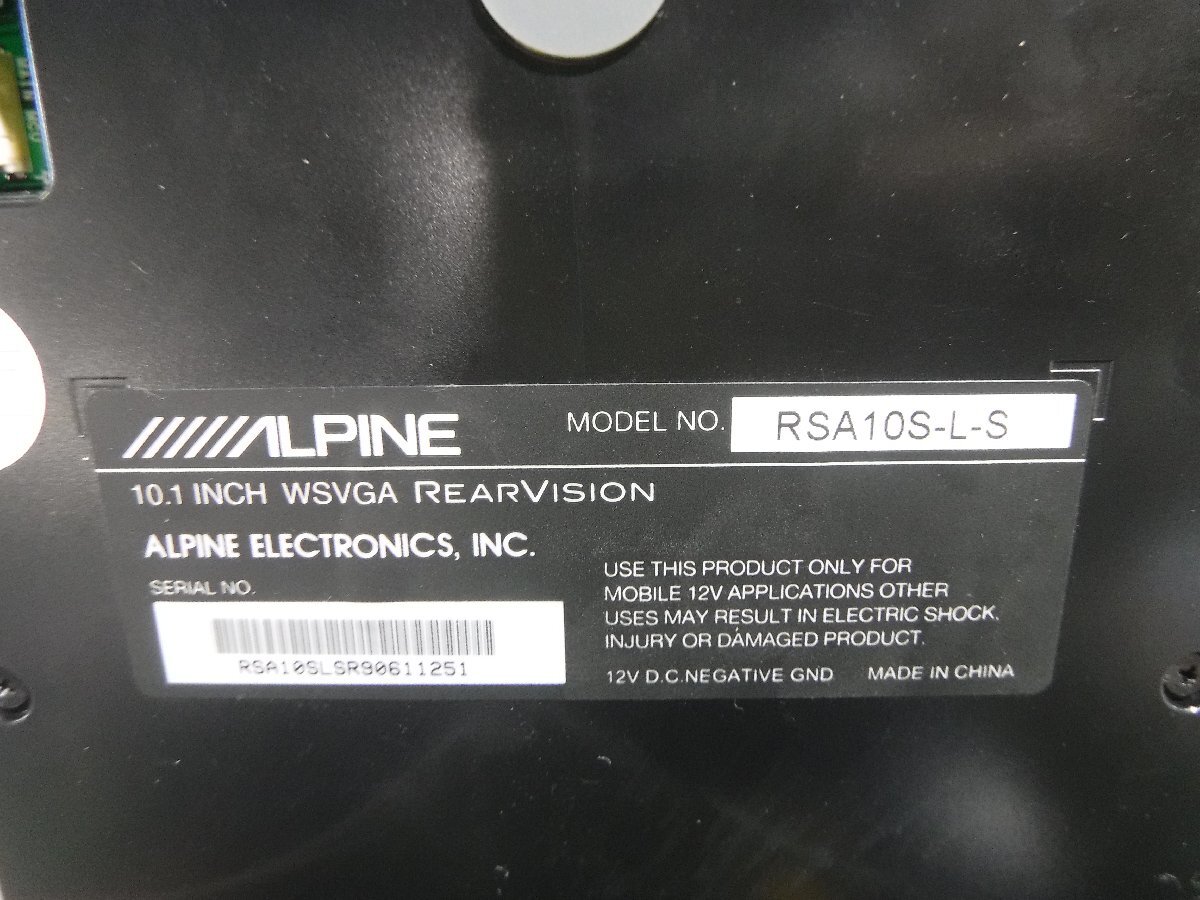 ALPINE
MODEL NO. RSA10S-L-S
10.1 INCH WSVGA REARVISION
ALPINE ELECTRONICS, INC.
SERIAL NO.
RSA10SLSR90611251
USE THIS PRODUCT ONLY FOR
MOBILE 12V APPLICATIONS OTHER
USES MAY RESULT IN ELECTRIC SHOCK.
INJURY OR DAMAGED PRODUCT.
12V D.C.NEGATIVE GND MADE IN CHINA